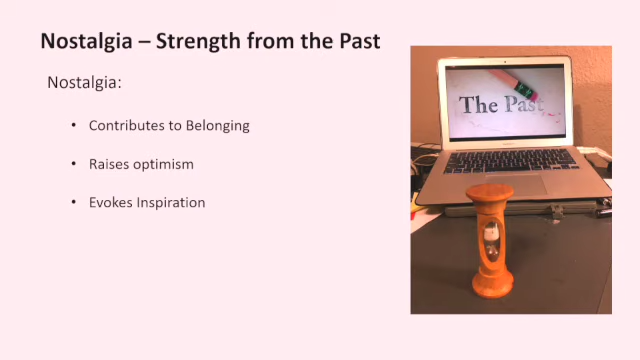 Nostalgia – Strength from the Past
Nostalgia:
• Contributes to Belonging
• Raises optimism
• Evokes Inspiration
The Past